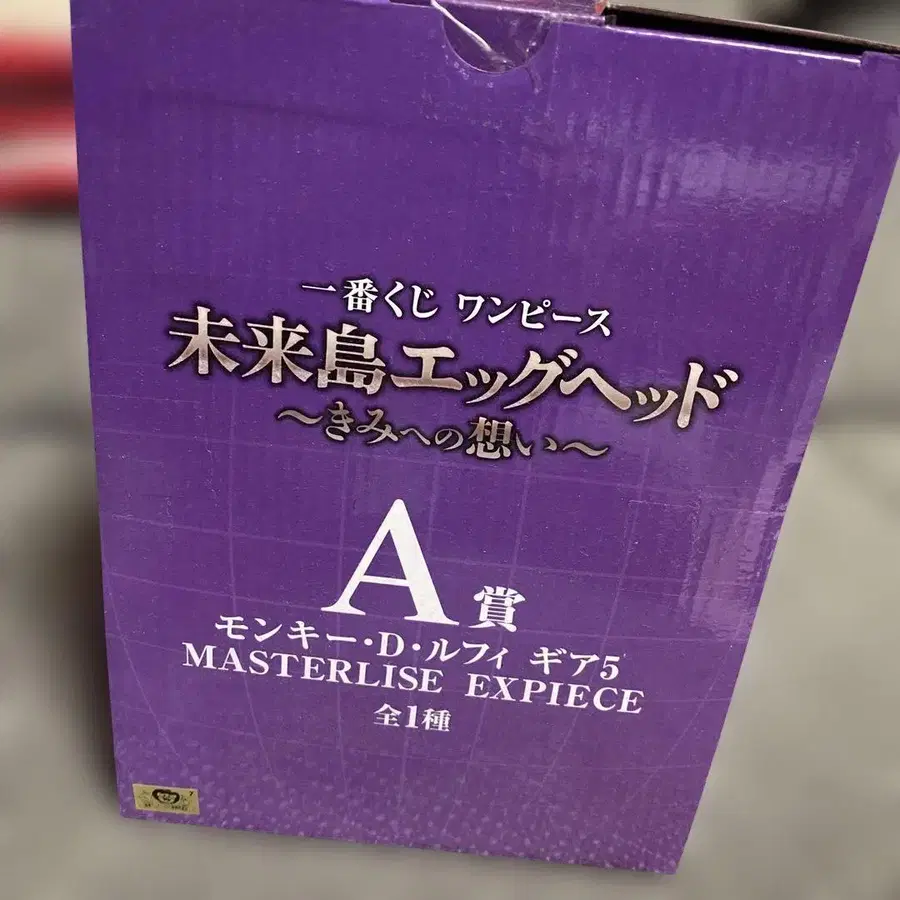 一番くじ ワンピース
未来島エッグヘッド
～きみへの想い～
A賞
モンキー・D・ルフィ ギア5
MASTERLISE EXPIECE
全1種